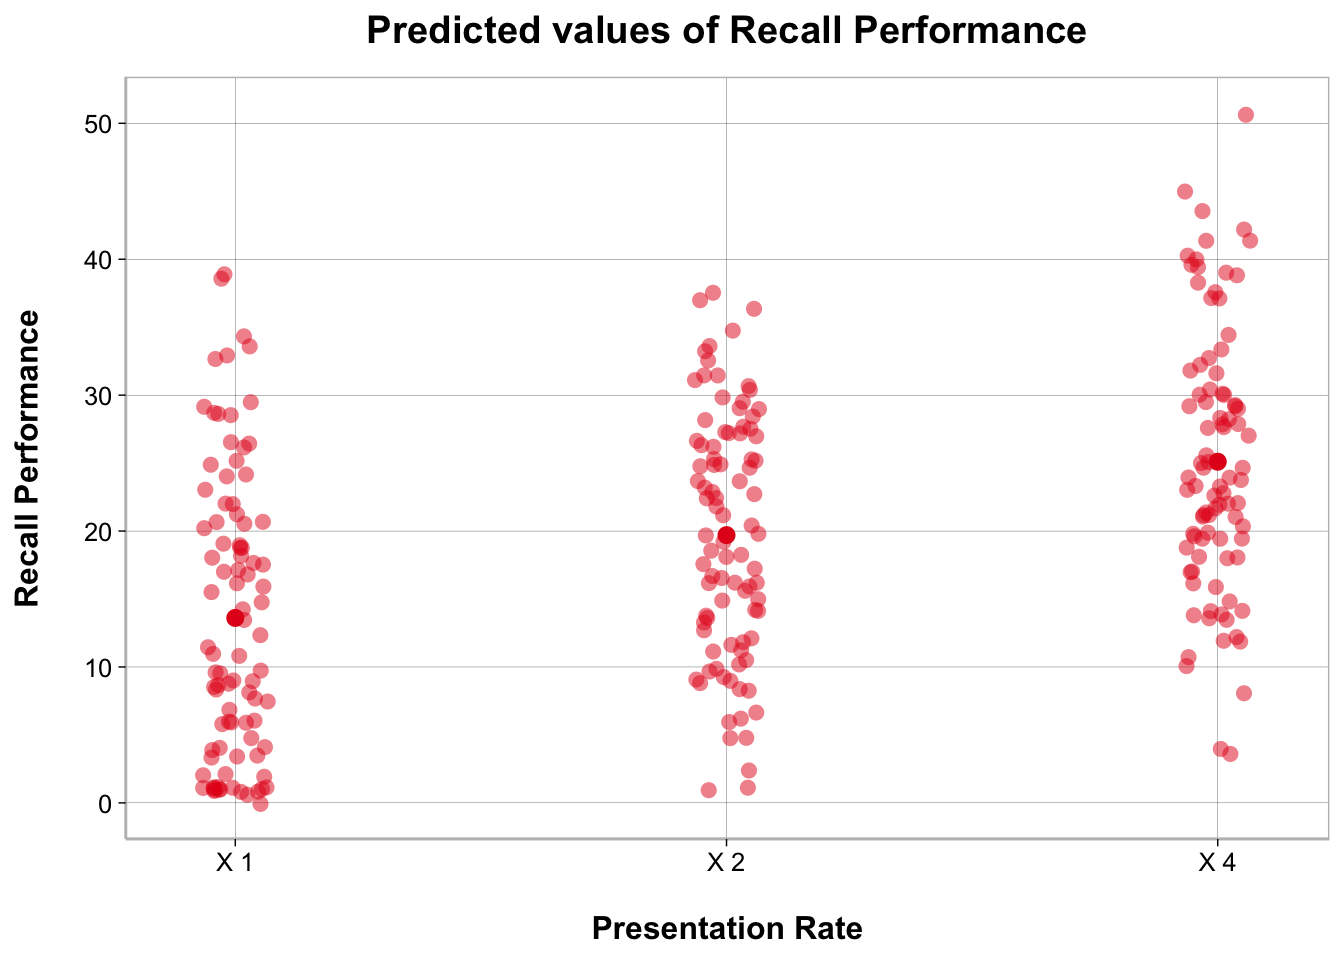 Predicted values of Recall Performance
Recall Performance
50
40
30
20
10
0
X 1
X 2
X 4
Presentation Rate